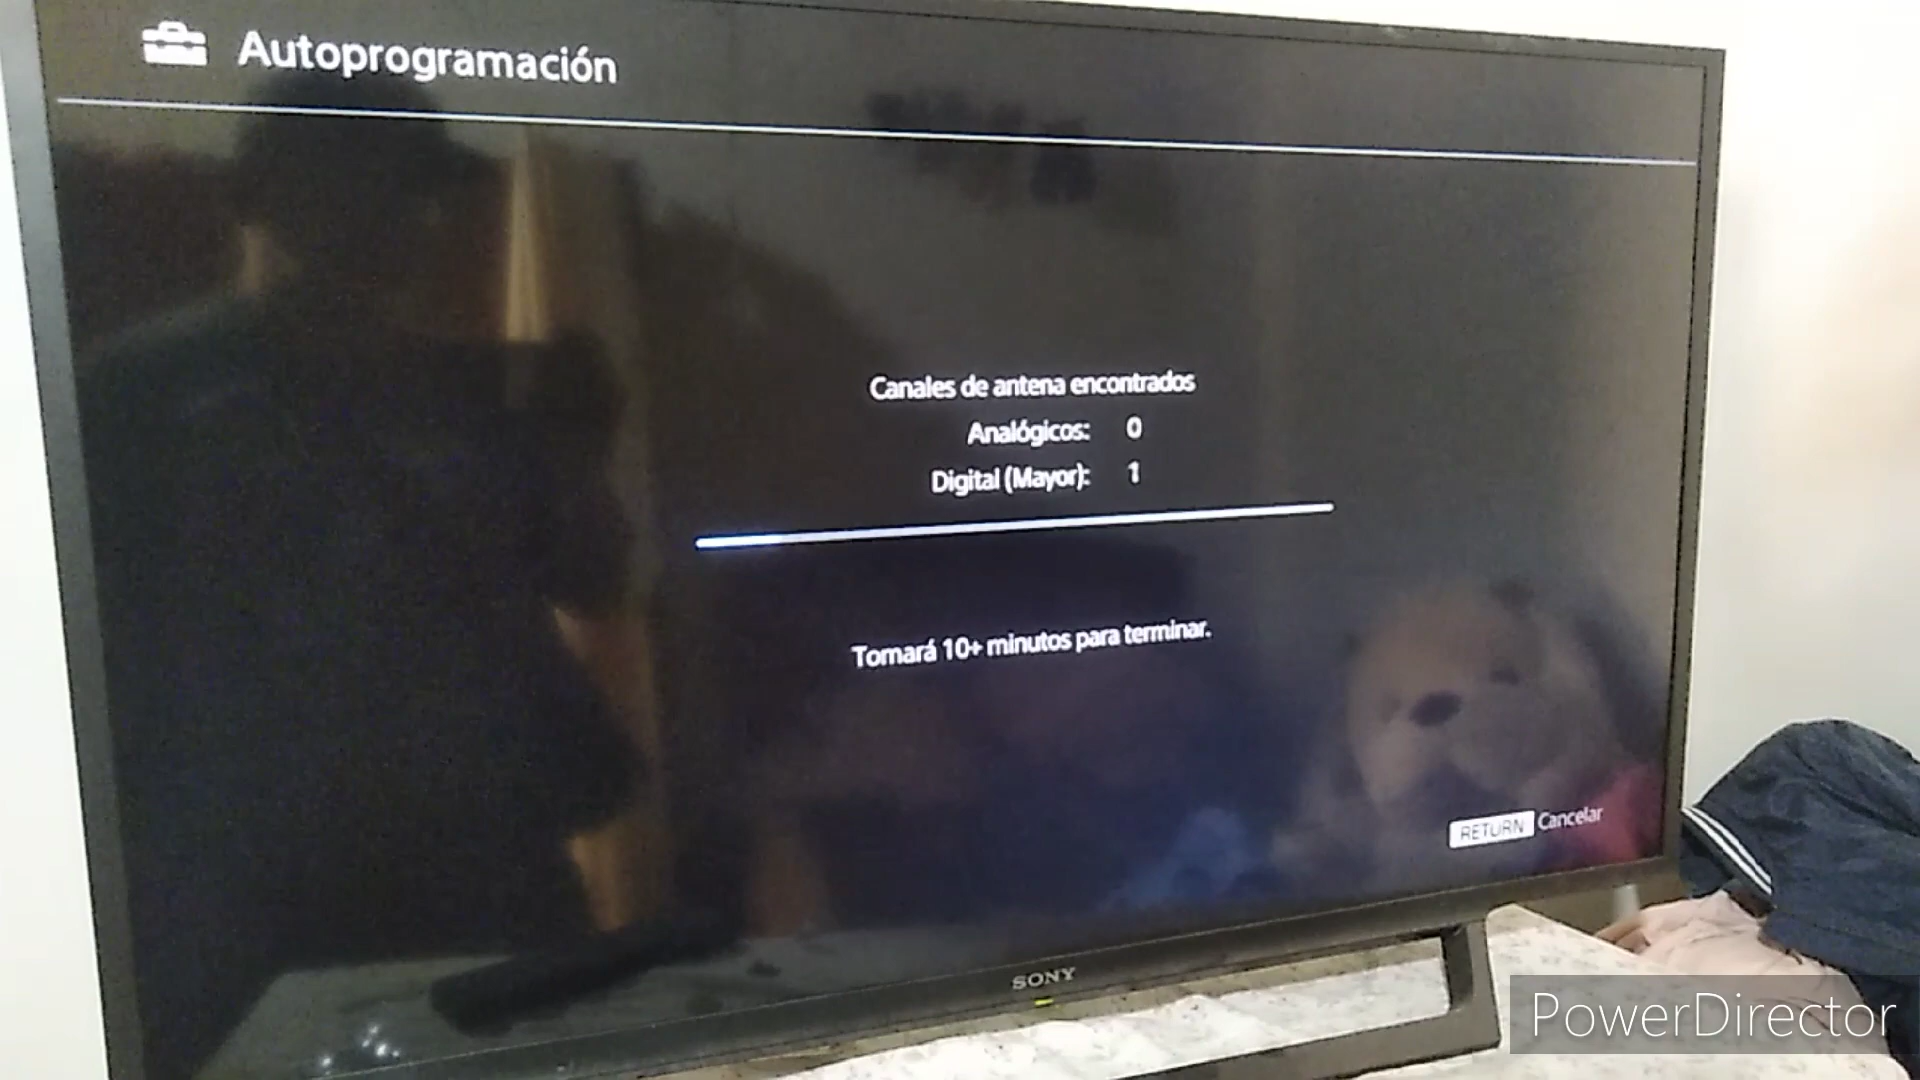 Autoprogramación
Canales de antena encontrados
Analógicos: 0
Digital (Mayor): 1
Tomará 10+ minutos para terminar.
RETURN Cancelar
SONY
PowerDirector